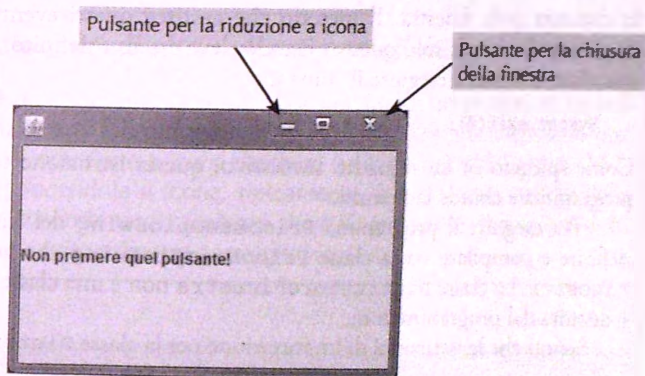 Pulsante per la riduzione a icona
Pulsante per la chiusura
della finestra
Non premere quel pulsante!